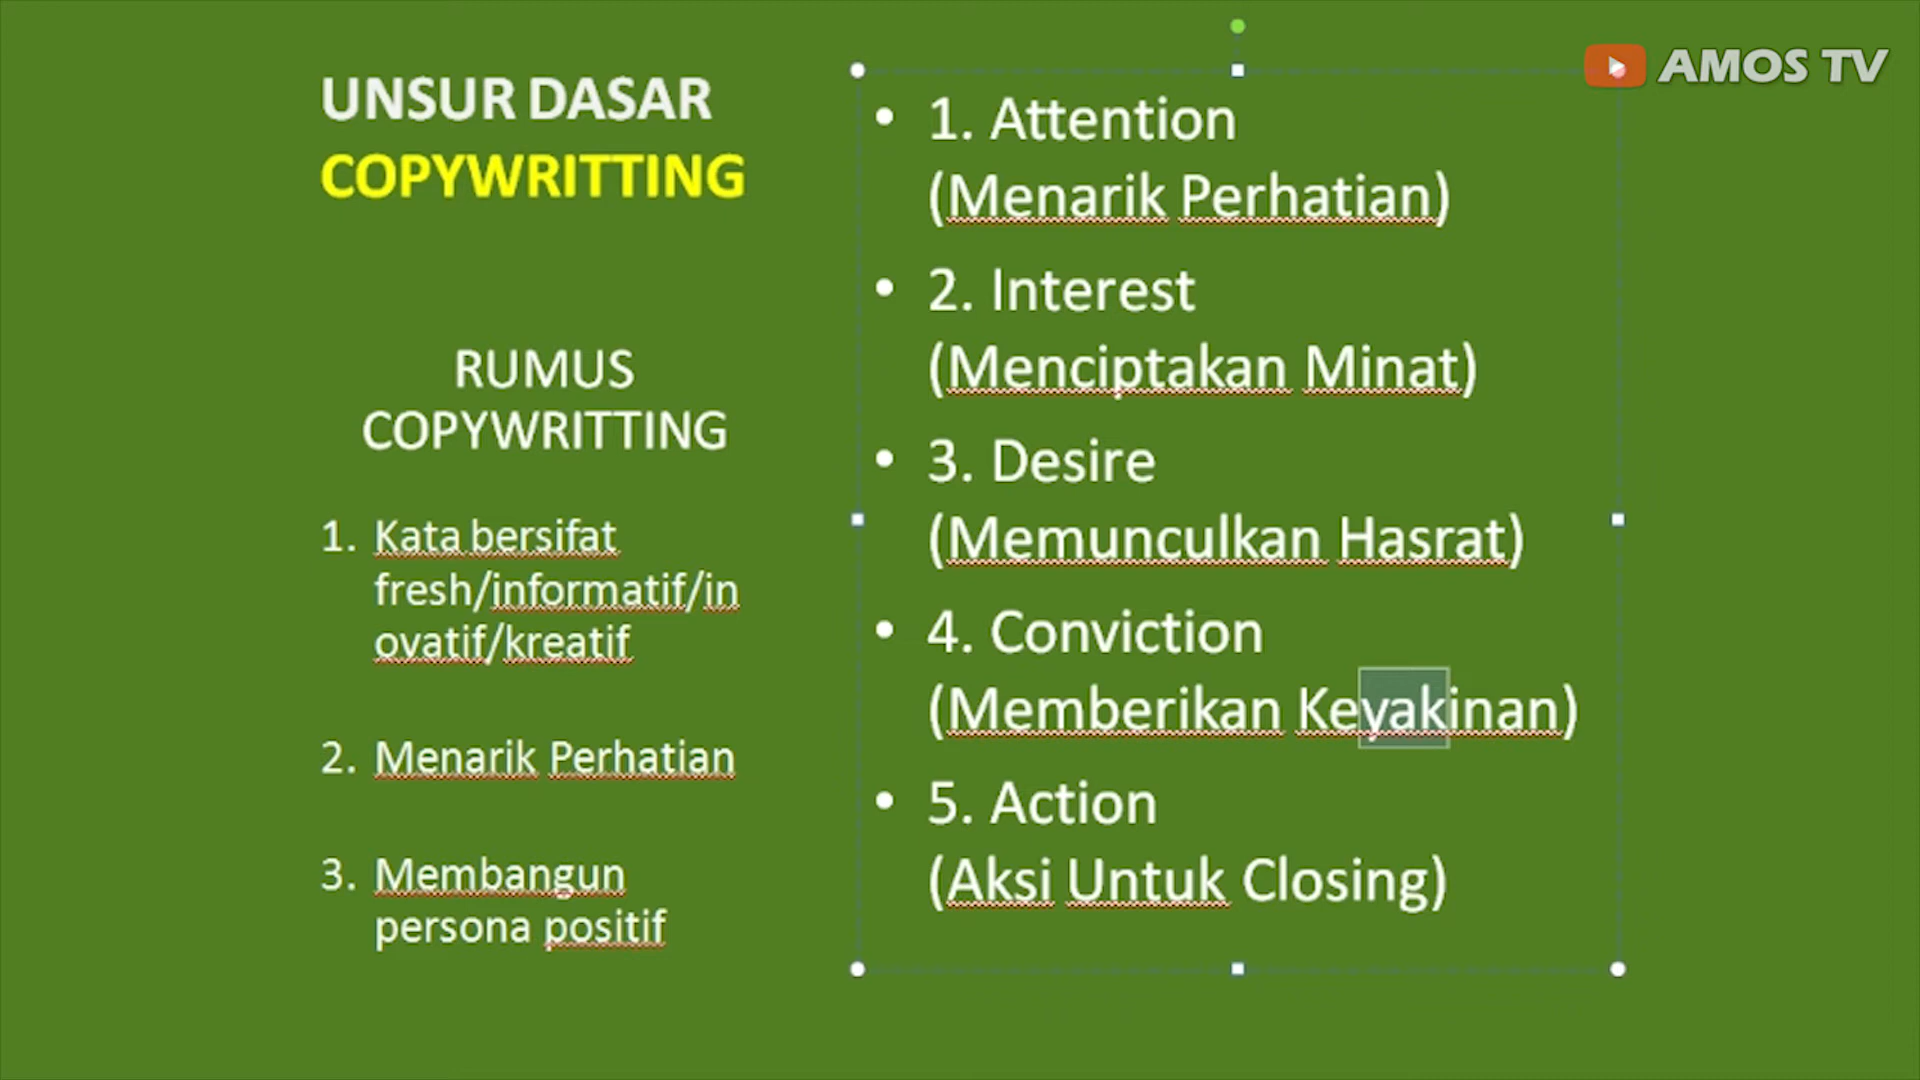 UNSUR DASAR
COPYWRITTING
RUMUS
COPYWRITTING
1. Kata bersifat
fresh/informatif/in
ovatif/kreatif
2. Menarik Perhatian
3. Membangun
persona positif
• 1. Attention
(Menarik Perhatian)
• 2. Interest
(Menciptakan Minat)
• 3. Desire
(Memunculkan Hasrat)
• 4. Conviction
(Memberikan Keyakinan)
• 5. Action
(Aksi Untuk Closing)
AMOS TV